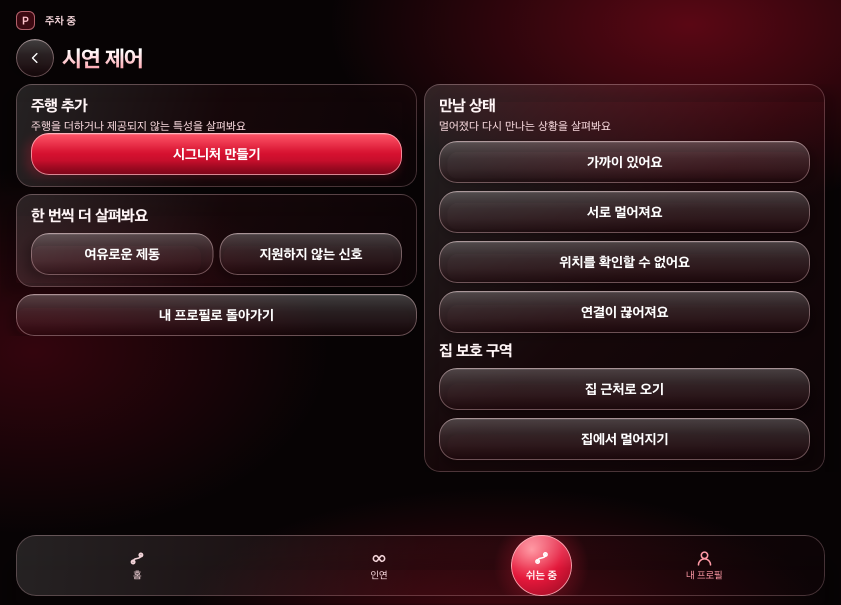 P 주차 중
시연 제어
주행 추가
주행을 더하거나 제공되지 않는 특성을 살펴봐요
시그니처 만들기
한 번씩 더 살펴봐요
여유로운 제동
지원하지 않는 신호
내 프로필로 돌아가기
만남 상태
멀어졌다 다시 만나는 상황을 살펴봐요
가까이 있어요
서로 멀어져요
위치를 확인할 수 없어요
연결이 끊어져요
집 보호 구역
집 근처로 오기
집에서 멀어지기
홈
인연
쉬는 중
내 프로필